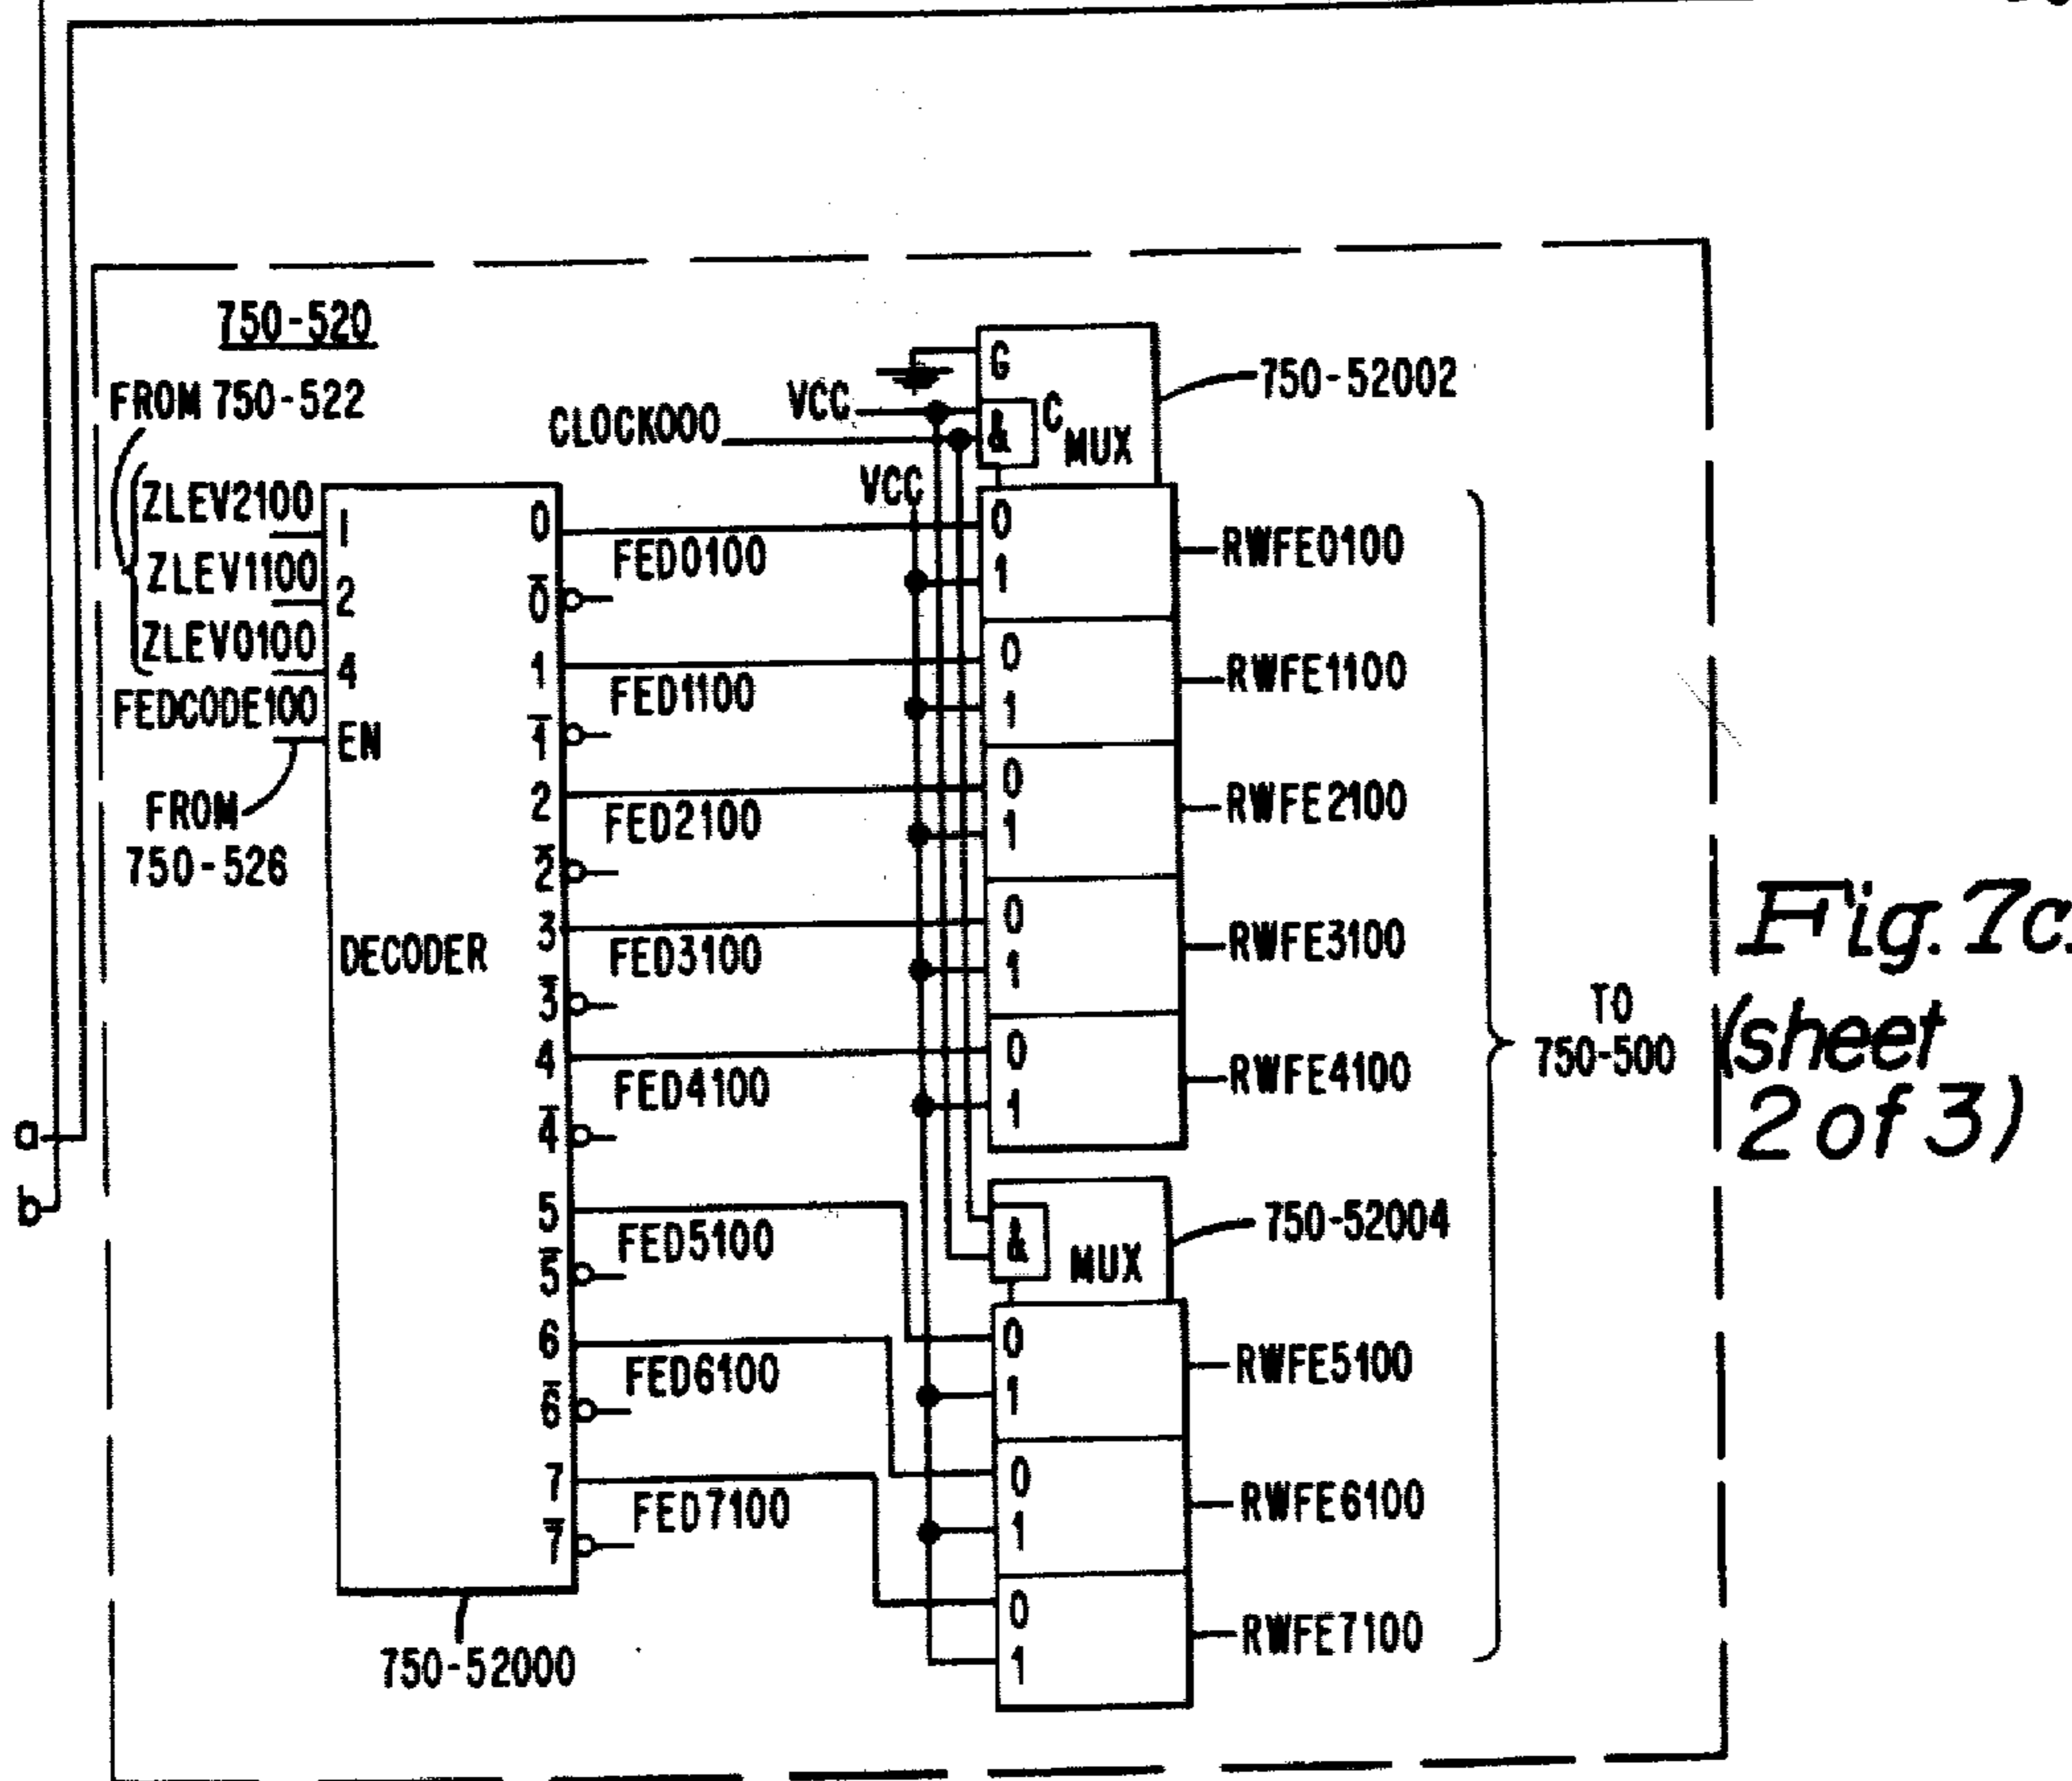 750-520
FROM 750-522
ZLEV2100
ZLEV1100
ZLEV0100
FEDCODE100
FROM
750-526
1
2
4
EN
DECODER
0
0̅
1
1̅
2
2̅
3
3̅
4
4̅
5
5̅
6
6̅
7
7̅
750-52000
FED0100
FED1100
FED2100
FED3100
FED4100
FED5100
FED6100
FED7100
CLOCK000
VCC
VCC
G
&
C
MUX
750-52002
0
1
0
1
0
1
0
1
0
1
RWFE0100
RWFE1100
RWFE2100
RWFE3100
RWFE4100
&
MUX
750-52004
0
1
0
1
0
1
RWFE5100
RWFE6100
RWFE7100
TO
750-500
a
b
Fig. 7c.
(sheet
2 of 3)